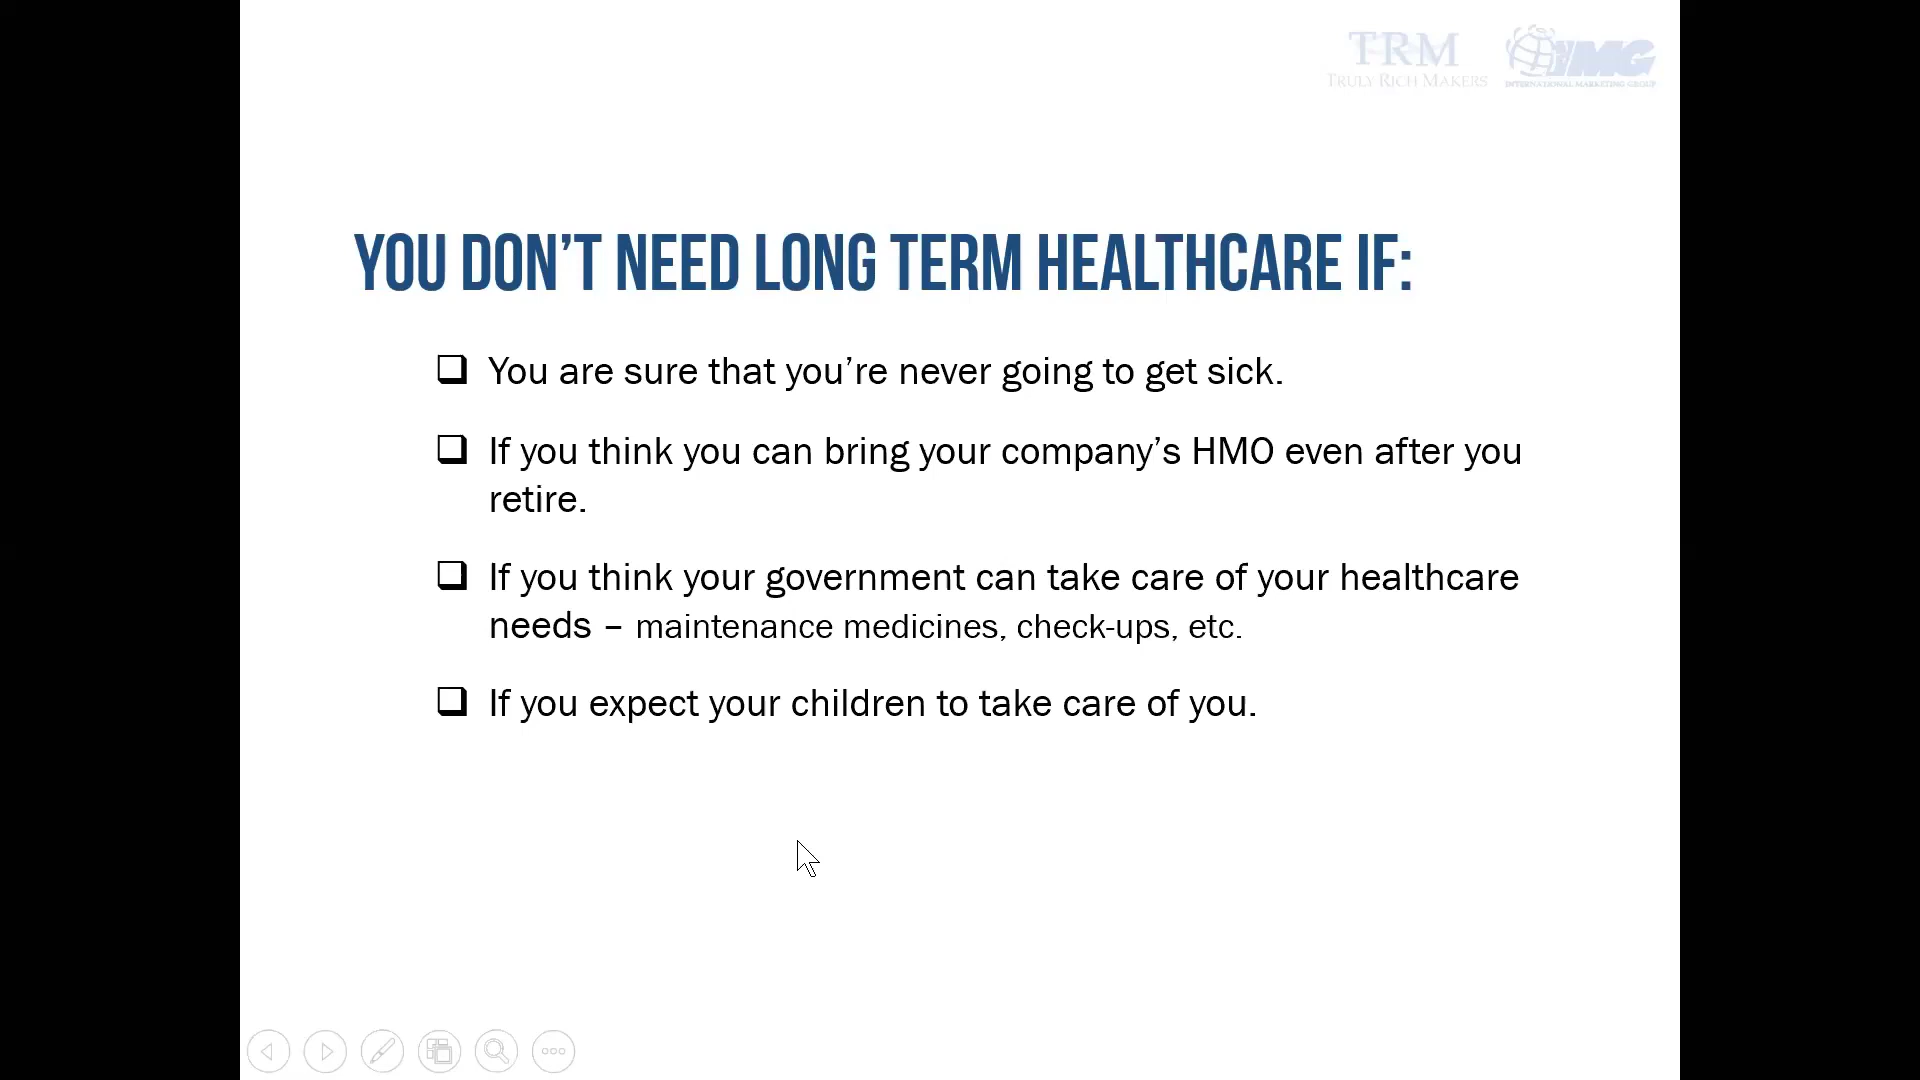 TRM
TRULY RICH MAKERS
IMG
INTERNATIONAL MARKETING GROUP
YOU DON’T NEED LONG TERM HEALTHCARE IF:
You are sure that you’re never going to get sick.
If you think you can bring your company’s HMO even after you
retire.
If you think your government can take care of your healthcare
needs – maintenance medicines, check-ups, etc.
If you expect your children to take care of you.